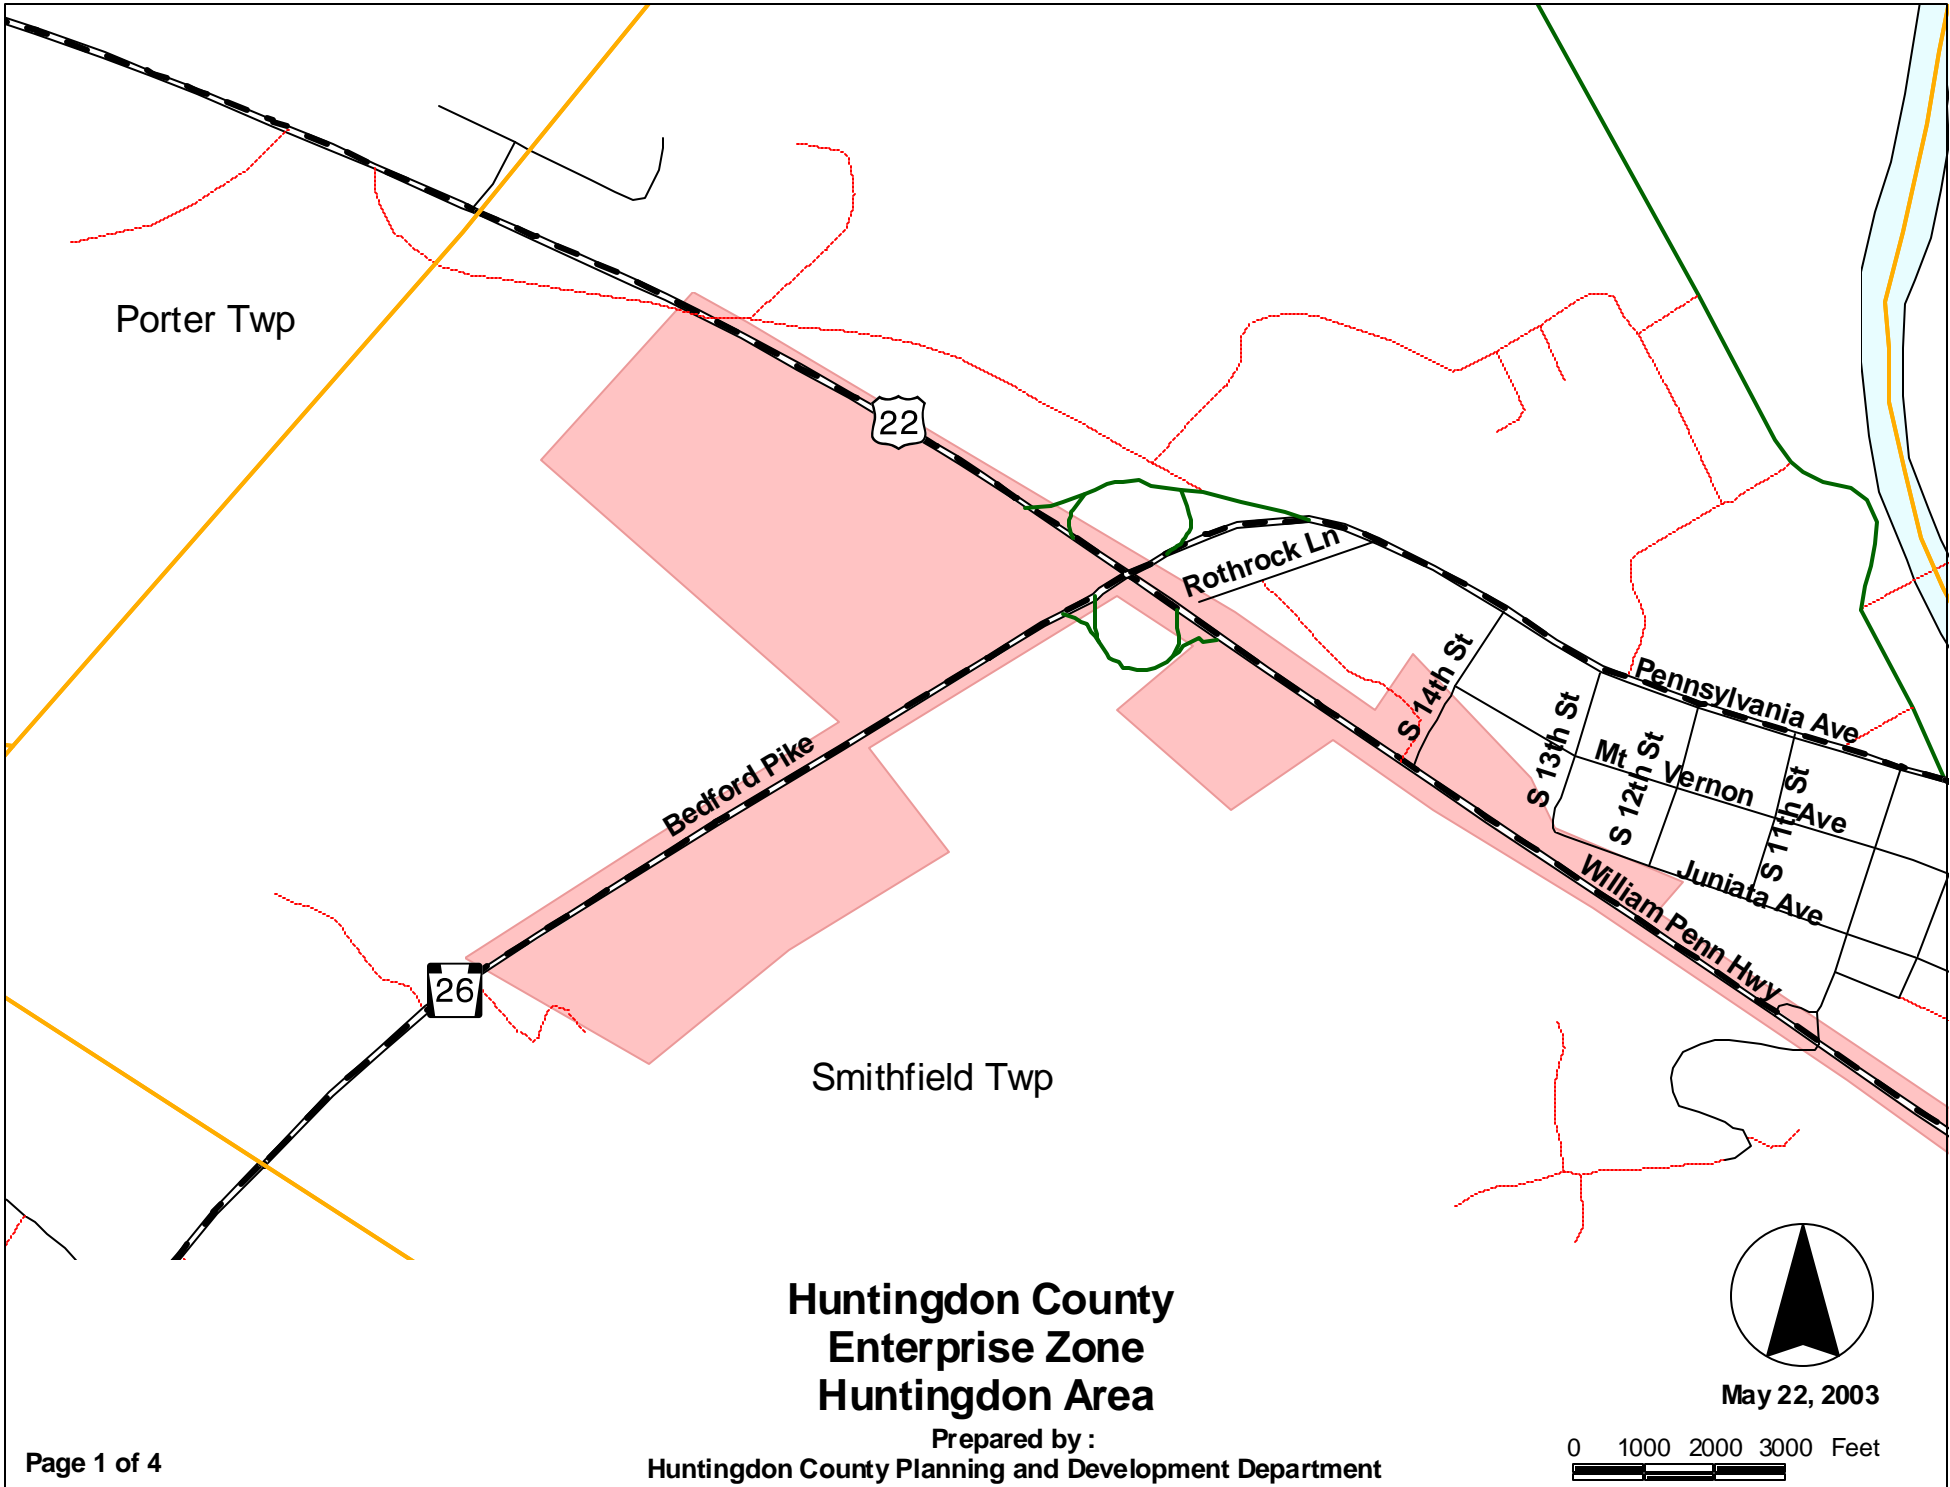 Porter Twp
22
Rothrock Ln
S 14th St
Pennsylvania Ave
S 13th St
Mt Vernon Ave
S 12th St
S 11th St
Juniata Ave
William Penn Hwy
Bedford Pike
26
Smithfield Twp
Huntingdon County
Enterprise Zone
Huntingdon Area
Prepared by :
Huntingdon County Planning and Development Department
May 22, 2003
0 1000 2000 3000 Feet
Page 1 of 4